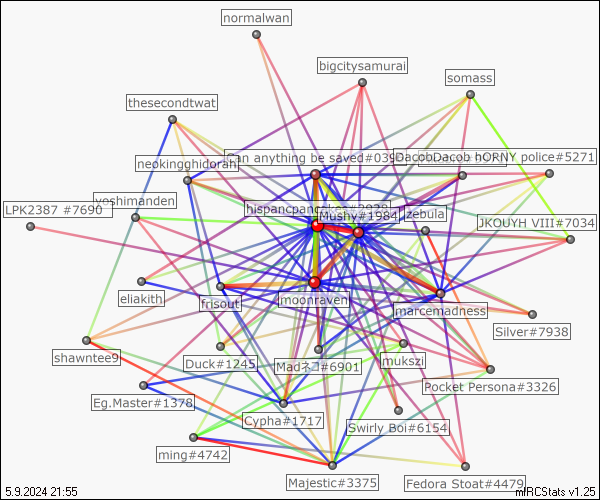 normalwan
bigcitysamurai
somass
thesecondtwat
neokingghidorah
Can anything be saved#039
DacobDacob hORNY police#5271
LPK2387 #7690
yoshimanden
Mushy#1984
zebula
JKOUYH VIII#7034
eliakith
frisout
moonraven
marcemadness
Silver#7938
shawntee9
Duck#1245
Madネコ#6901
mukszi
Pocket Persona#3326
Eg.Master#1378
Cypha#1717
Swirly Boi#6154
ming#4742
Majestic#3375
Fedora Stoat#4479
5.9.2024 21:55
mIRCStats v1.25